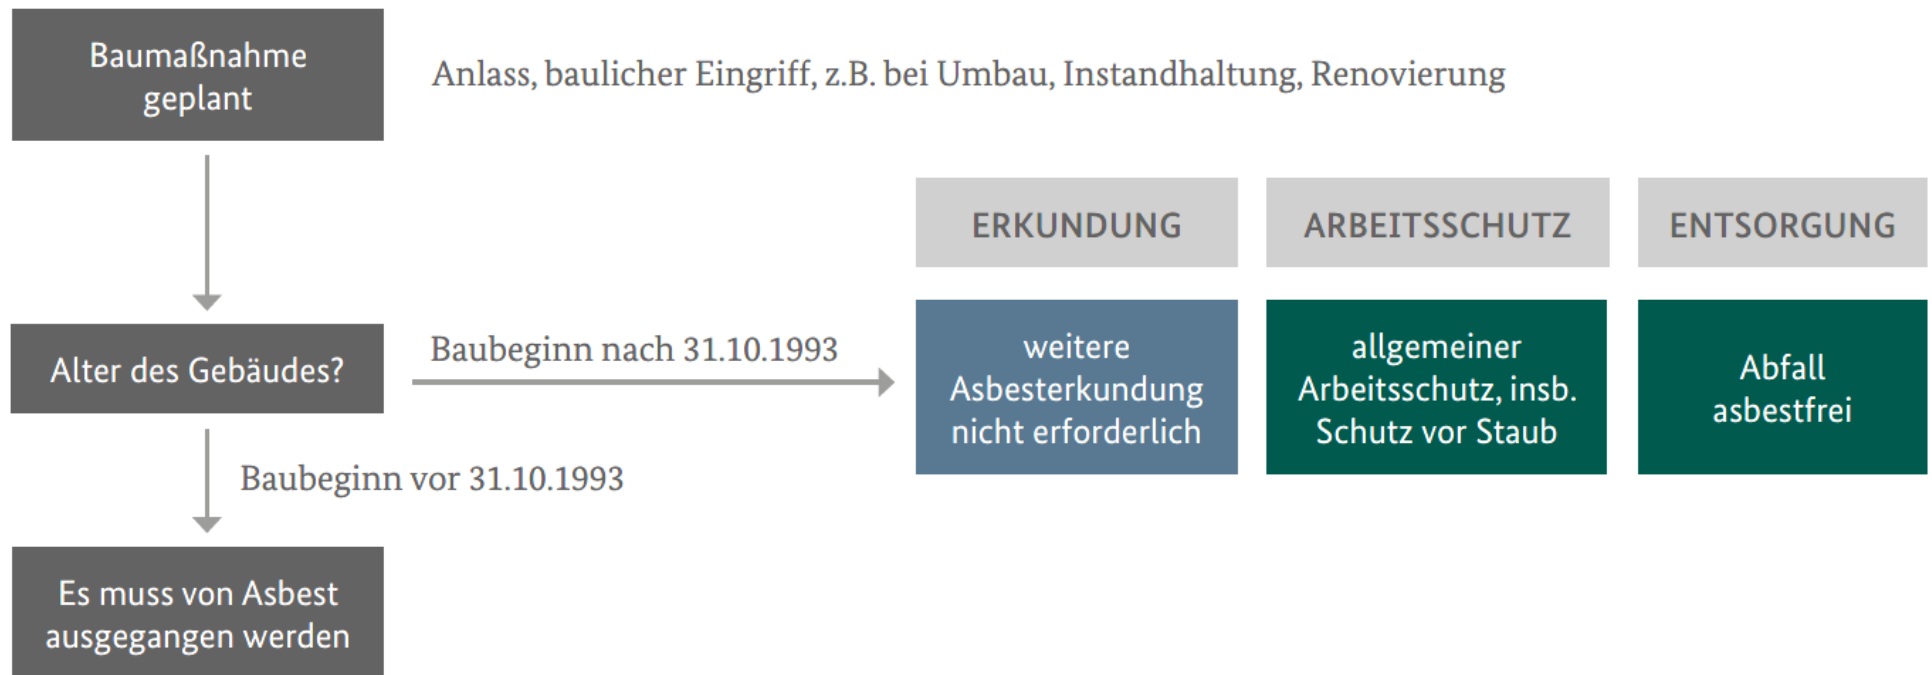 Baumaßnahme
geplant
Anlass, baulicher Eingriff, z.B. bei Umbau, Instandhaltung, Renovierung
ERKUNDUNG
ARBEITSSCHUTZ
ENTSORGUNG
Alter des Gebäudes?
Baubeginn nach 31.10.1993
weitere
Asbesterkundung
nicht erforderlich
allgemeiner
Arbeitsschutz, insb.
Schutz vor Staub
Abfall
asbestfrei
Baubeginn vor 31.10.1993
Es muss von Asbest
ausgegangen werden